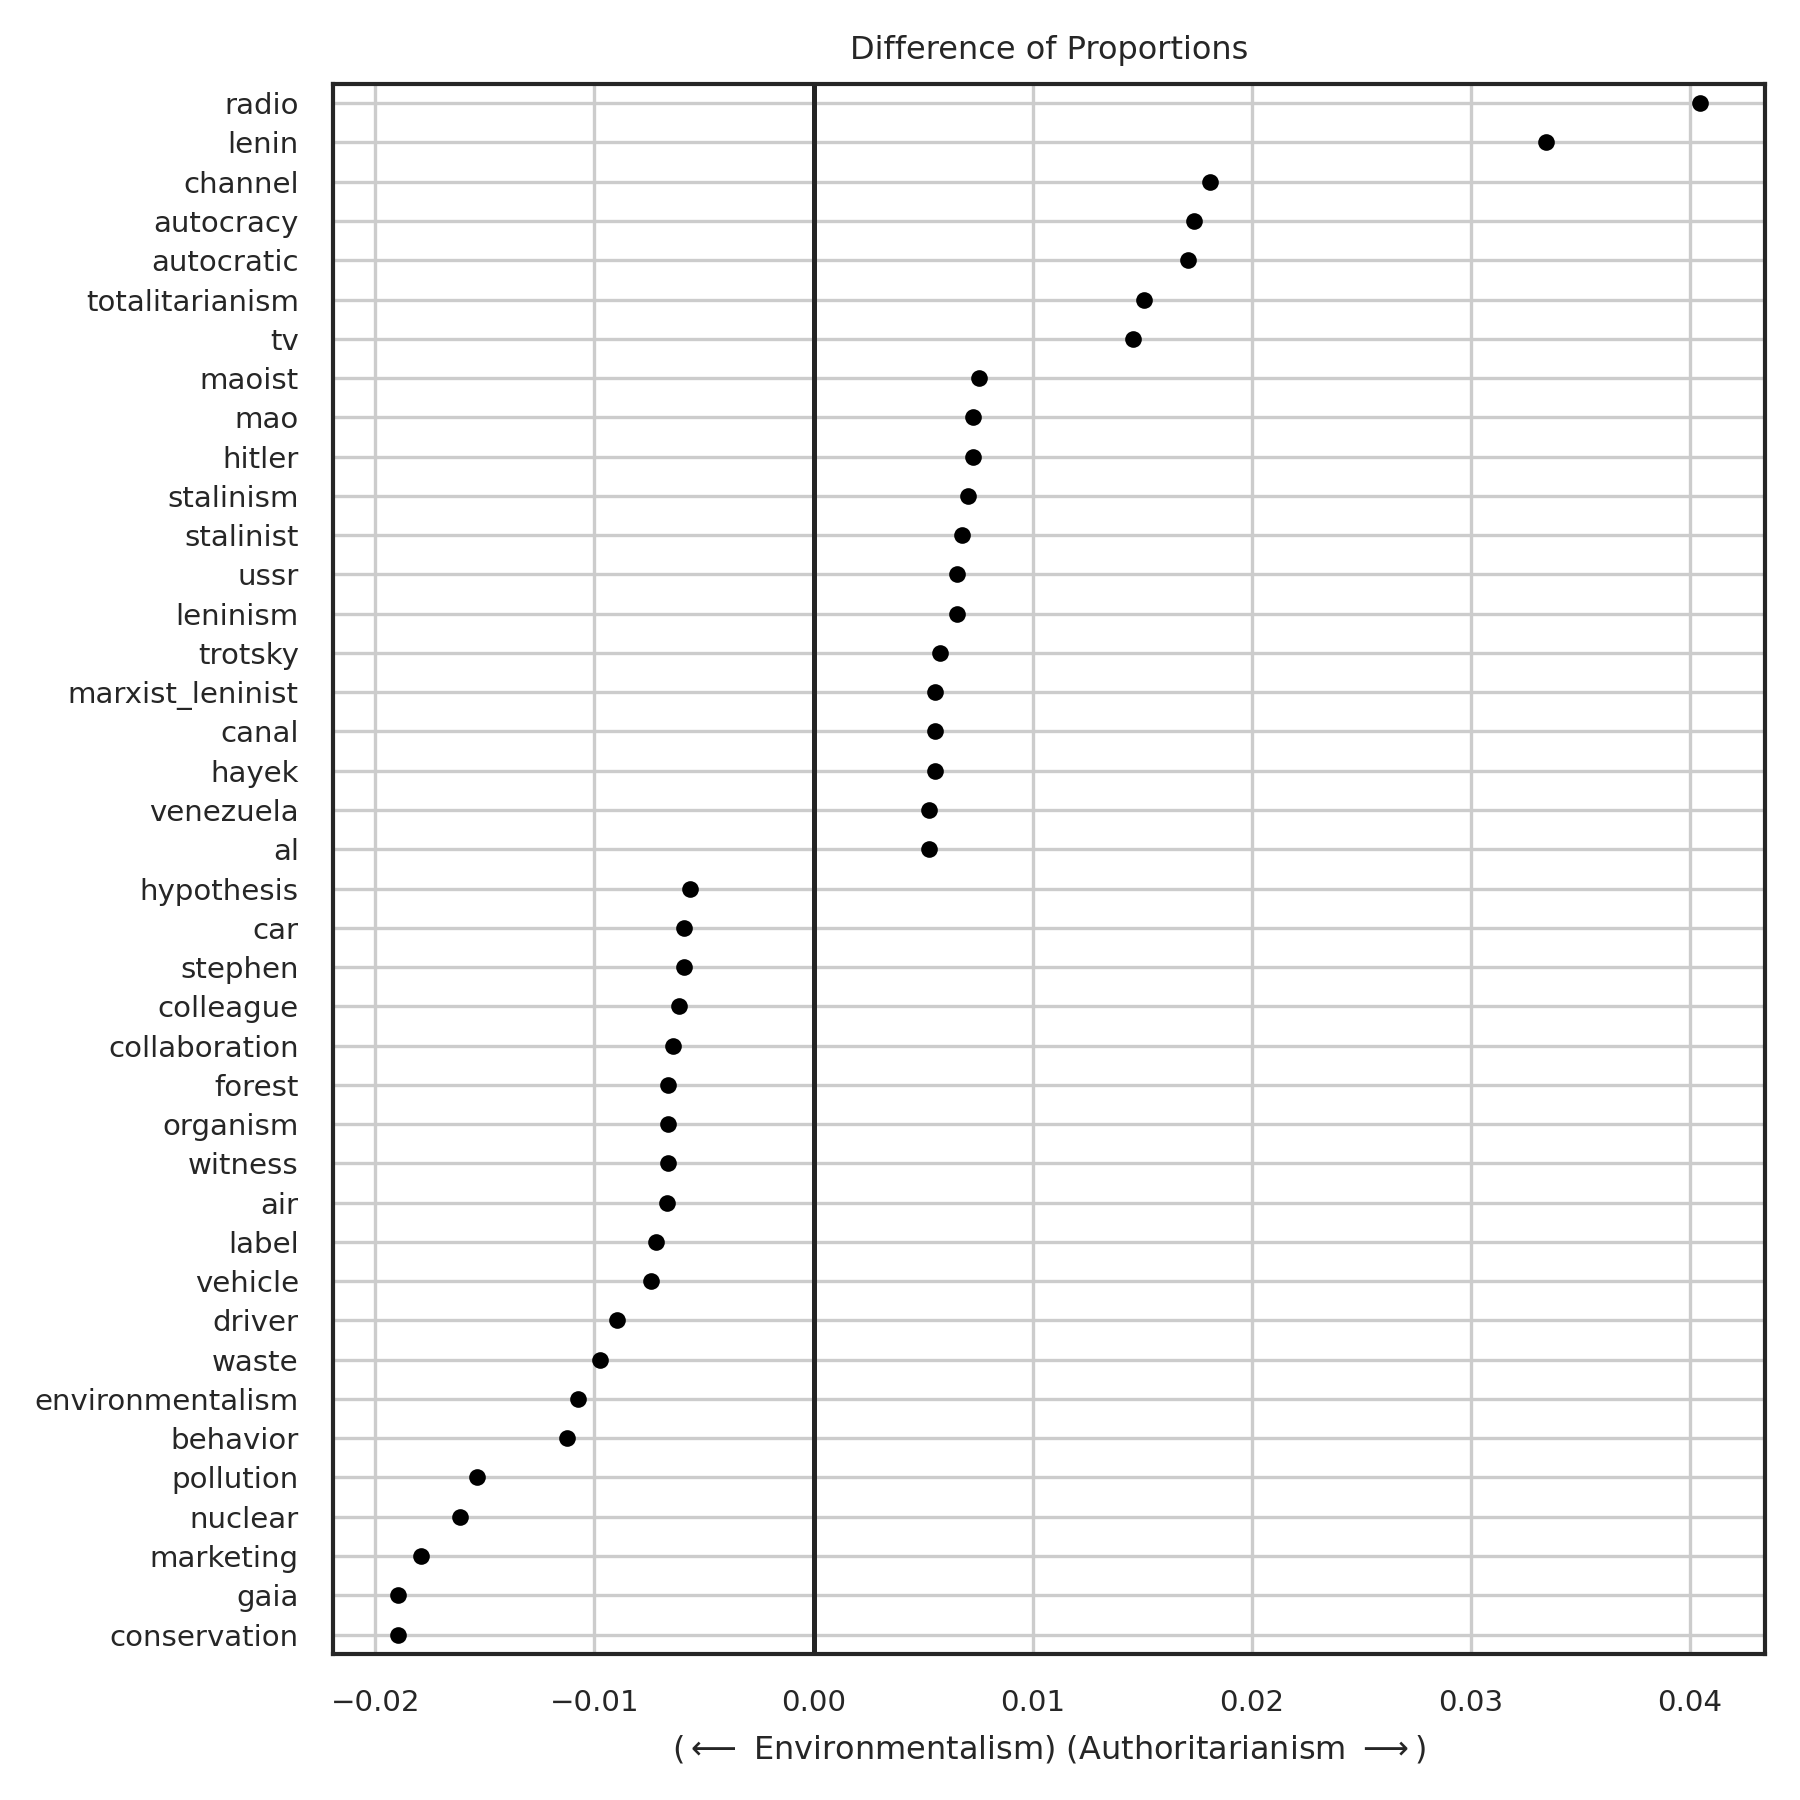 Difference of Proportions
radio
lenin
channel
autocracy
autocratic
totalitarianism
tv
maoist
mao
hitler
stalinism
stalinist
ussr
leninism
trotsky
marxist_leninist
canal
hayek
venezuela
al
hypothesis
car
stephen
colleague
collaboration
forest
organism
witness
air
label
vehicle
driver
waste
environmentalism
behavior
pollution
nuclear
marketing
gaia
conservation
−0.02 −0.01 0.00 0.01 0.02 0.03 0.04
(⟵ Environmentalism) (Authoritarianism ⟶)